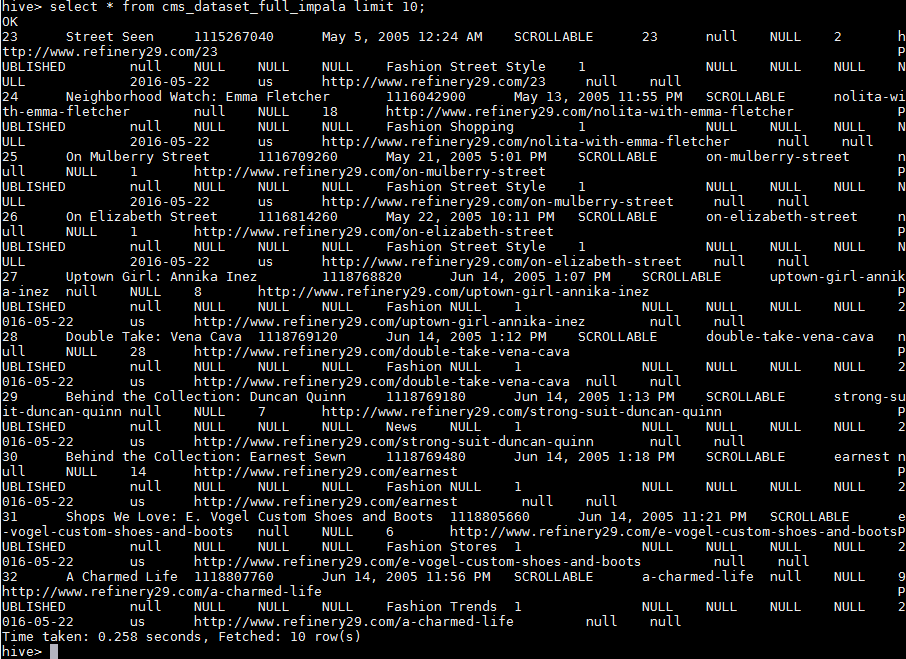 hive> select * from cms_dataset_full_impala limit 10;
OK
23      Street Seen     1115267040      May 5, 2005 12:24 AM    SCROLLABLE      23      null    NULL    2       h
ttp://www.refinery29.com/23                                                                                     P
UBLISHED        null    NULL    NULL    NULL    Fashion Street Style    1               NULL    NULL    NULL    N
ULL             2016-05-22      us      http://www.refinery29.com/23     null    null
24      Neighborhood Watch: Emma Fletcher       1116042900      May 13, 2005 11:55 PM   SCROLLABLE      nolita-wi
th-emma-fletcher        null    NULL    18      http://www.refinery29.com/nolita-with-emma-fletcher             P
UBLISHED        null    NULL    NULL    NULL    Fashion Shopping        1               NULL    NULL    NULL    N
ULL             2016-05-22      us      http://www.refinery29.com/nolita-with-emma-fletcher      null    null
25      On Mulberry Street      1116709260      May 21, 2005 5:01 PM    SCROLLABLE      on-mulberry-street      n
ull     NULL    1       http://www.refinery29.com/on-mulberry-street                                            P
UBLISHED        null    NULL    NULL    NULL    Fashion Street Style    1               NULL    NULL    NULL    N
ULL             2016-05-22      us      http://www.refinery29.com/on-mulberry-street     null    null
26      On Elizabeth Street     1116814260      May 22, 2005 10:11 PM   SCROLLABLE      on-elizabeth-street     n
ull     NULL    1       http://www.refinery29.com/on-elizabeth-street                                           P
UBLISHED        null    NULL    NULL    NULL    Fashion Street Style    1               NULL    NULL    NULL    N
ULL             2016-05-22      us      http://www.refinery29.com/on-elizabeth-street    null    null
27      Uptown Girl: Annika Inez        1118768820      Jun 14, 2005 1:07 PM    SCROLLABLE      uptown-girl-annik
a-inez  null    NULL    8       http://www.refinery29.com/uptown-girl-annika-inez                               P
UBLISHED        null    NULL    NULL    NULL    Fashion NULL    1               NULL    NULL    NULL    NULL    2
016-05-22       us      http://www.refinery29.com/uptown-girl-annika-inez        null    null
28      Double Take: Vena Cava  1118769120      Jun 14, 2005 1:12 PM    SCROLLABLE      double-take-vena-cava   n
ull     NULL    28      http://www.refinery29.com/double-take-vena-cava                                         P
UBLISHED        null    NULL    NULL    NULL    Fashion NULL    1               NULL    NULL    NULL    NULL    2
016-05-22       us      http://www.refinery29.com/double-take-vena-cava  null    null
29      Behind the Collection: Duncan Quinn     1118769180      Jun 14, 2005 1:13 PM    SCROLLABLE      strong-su
it-duncan-quinn null    NULL    7       http://www.refinery29.com/strong-suit-duncan-quinn                      P
UBLISHED        null    NULL    NULL    NULL    News    NULL    1               NULL    NULL    NULL    NULL    2
016-05-22       us      http://www.refinery29.com/strong-suit-duncan-quinn       null    null
30      Behind the Collection: Earnest Sewn     1118769480      Jun 14, 2005 1:18 PM    SCROLLABLE      earnest n
ull     NULL    14      http://www.refinery29.com/earnest                                                       P
UBLISHED        null    NULL    NULL    NULL    Fashion NULL    1               NULL    NULL    NULL    NULL    2
016-05-22       us      http://www.refinery29.com/earnest        null    null
31      Shops We Love: E. Vogel Custom Shoes and Boots  1118805660      Jun 14, 2005 11:21 PM   SCROLLABLE      e
-vogel-custom-shoes-and-boots   null    NULL    6       http://www.refinery29.com/e-vogel-custom-shoes-and-bootsP
UBLISHED        null    NULL    NULL    NULL    Fashion Stores  1               NULL    NULL    NULL    NULL    2
016-05-22       us      http://www.refinery29.com/e-vogel-custom-shoes-and-boots         null    null
32      A Charmed Life  1118807760      Jun 14, 2005 11:56 PM   SCROLLABLE      a-charmed-life  null    NULL    9
http://www.refinery29.com/a-charmed-life                                                                        P
UBLISHED        null    NULL    NULL    NULL    Fashion Trends  1               NULL    NULL    NULL    NULL    2
016-05-22       us      http://www.refinery29.com/a-charmed-life         null    null
Time taken: 0.258 seconds, Fetched: 10 row(s)
hive>